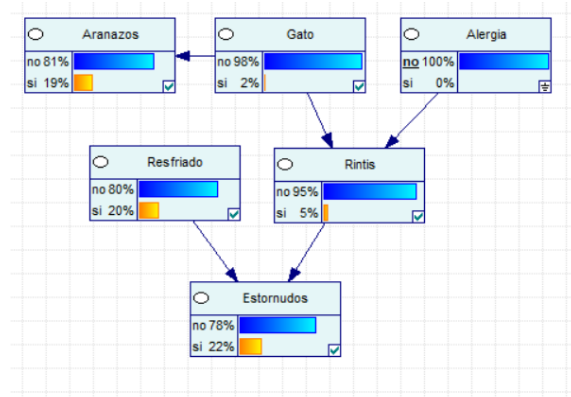 Aranazos
no 81%
si 19%
Gato
no 98%
si 2%
Alergia
no 100%
si 0%
Resfriado
no 80%
si 20%
Rintis
no 95%
si 5%
Estornudos
no 78%
si 22%